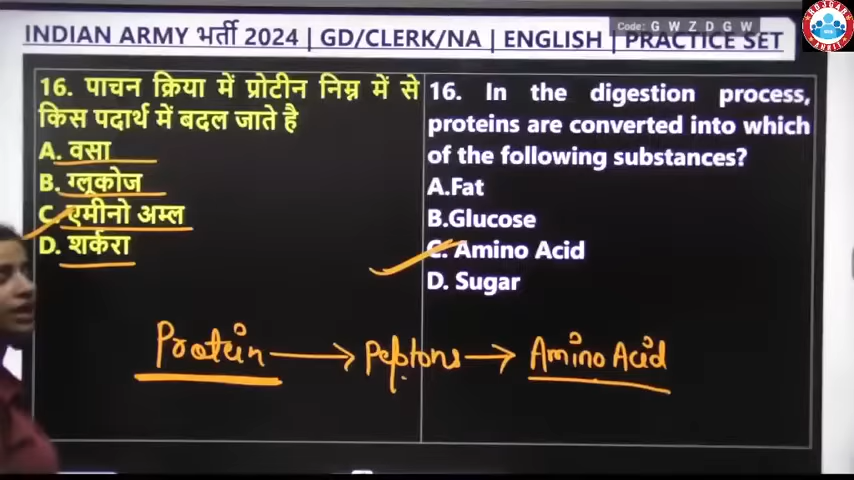 Code: G W Z D G W
INDIAN ARMY भर्ती 2024 | GD/CLERK/NA | ENGLISH | PRACTICE SET
16. पाचन क्रिया में प्रोटीन निम्न में से
किस पदार्थ में बदल जाते है
A. वसा
B. ग्लूकोज
C. एमीनो अम्ल
D. शर्करा
16. In the digestion process,
proteins are converted into which
of the following substances?
A.Fat
B.Glucose
C. Amino Acid
D. Sugar
Protein → Peptons → Amino Acid